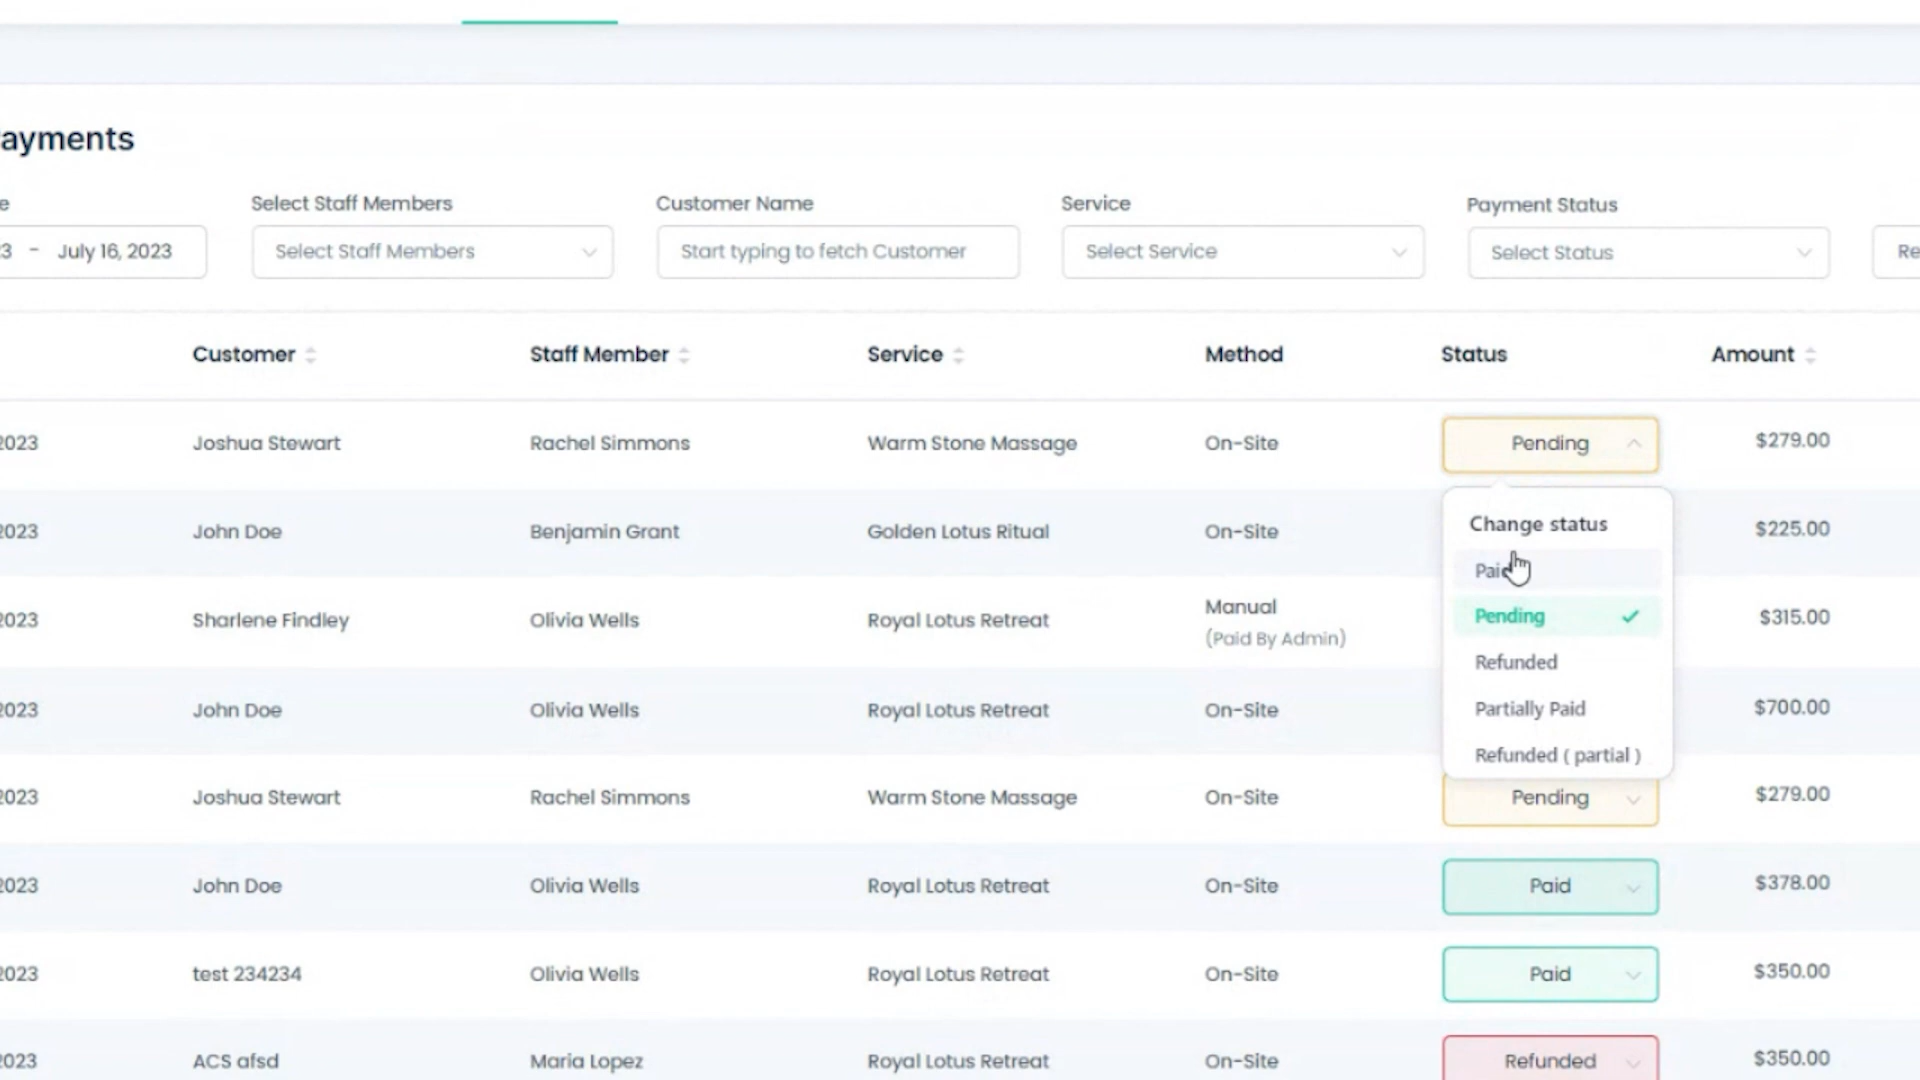 ayments
e
Select Staff Members
Customer Name
Service
Payment Status
3 - July 16, 2023
Select Staff Members
Start typing to fetch Customer
Select Service
Select Status
Re
Customer
Staff Member
Service
Method
Status
Amount
2023
Joshua Stewart
Rachel Simmons
Warm Stone Massage
On-Site
Pending
$279.00
2023
John Doe
Benjamin Grant
Golden Lotus Ritual
On-Site
$225.00
Change status
Paid
Pending
Refunded
Partially Paid
Refunded ( partial )
2023
Sharlene Findley
Olivia Wells
Royal Lotus Retreat
Manual
(Paid By Admin)
$315.00
2023
John Doe
Olivia Wells
Royal Lotus Retreat
On-Site
$700.00
2023
Joshua Stewart
Rachel Simmons
Warm Stone Massage
On-Site
Pending
$279.00
2023
John Doe
Olivia Wells
Royal Lotus Retreat
On-Site
Paid
$378.00
2023
test 234234
Olivia Wells
Royal Lotus Retreat
On-Site
Paid
$350.00
2023
ACS afsd
Maria Lopez
Royal Lotus Retreat
On-Site
Refunded
$350.00